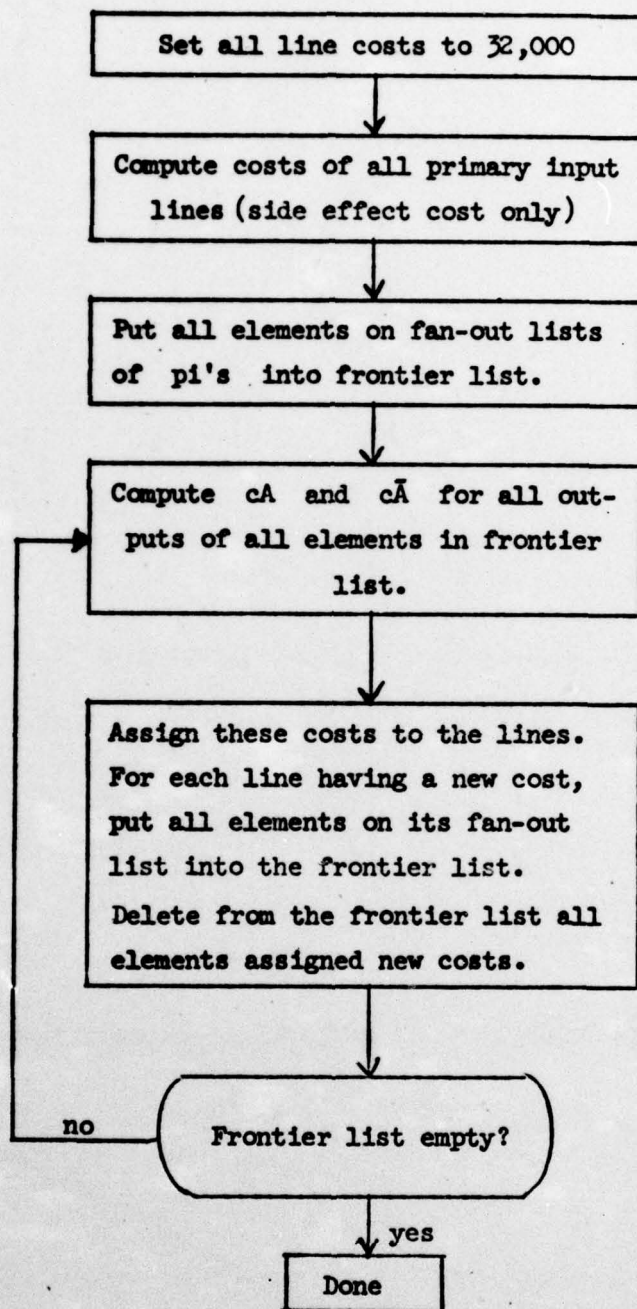 Set all line costs to 32,000
Compute costs of all primary input
lines (side effect cost only)
Put all elements on fan-out lists
of pi's into frontier list.
Compute cA and cĀ for all out-
puts of all elements in frontier
list.
Assign these costs to the lines.
For each line having a new cost,
put all elements on its fan-out
list into the frontier list.
Delete from the frontier list all
elements assigned new costs.
Frontier list empty?
no
yes
Done